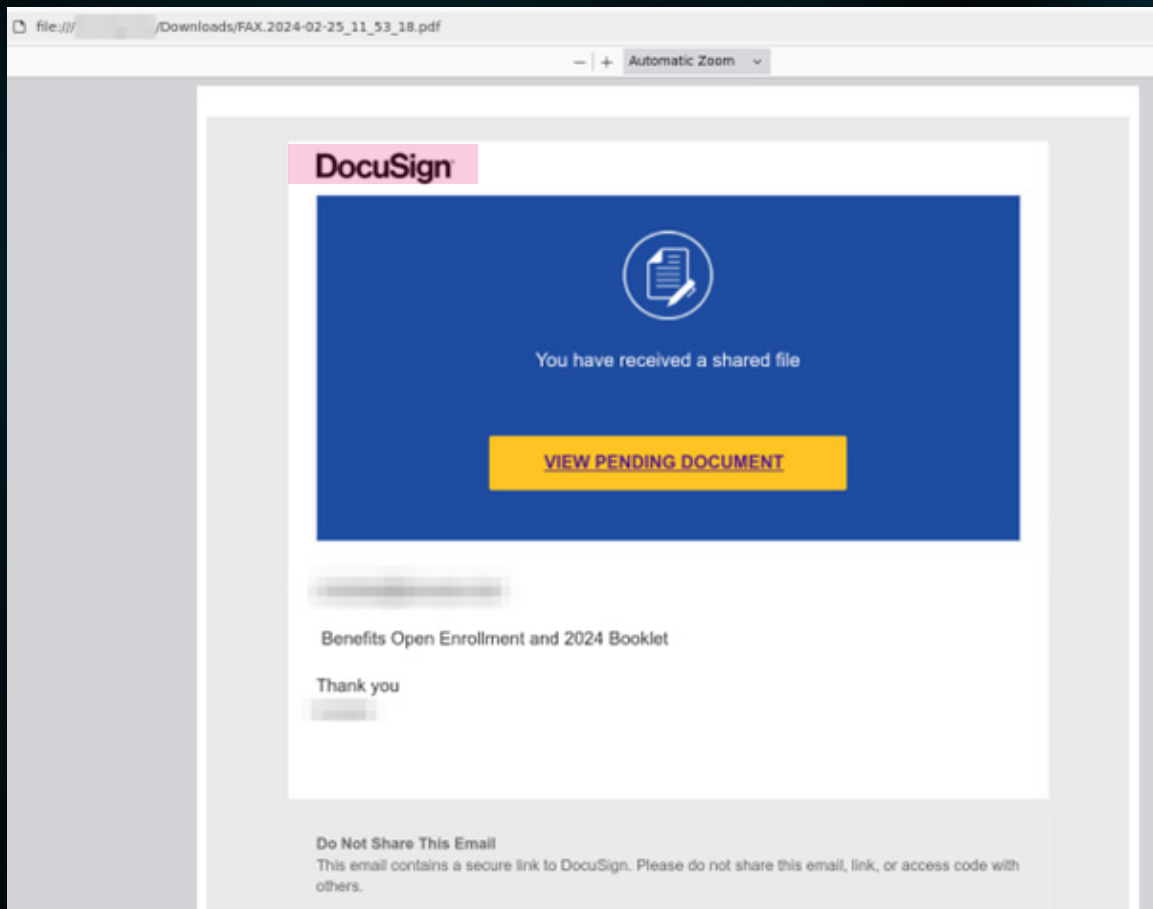 file:/// /Downloads/FAX.2024-02-25_11_53_18.pdf
— | + Automatic Zoom
DocuSign
You have received a shared file
VIEW PENDING DOCUMENT
Benefits Open Enrollment and 2024 Booklet
Thank you
Do Not Share This Email
This email contains a secure link to DocuSign. Please do not share this email, link, or access code with
others.